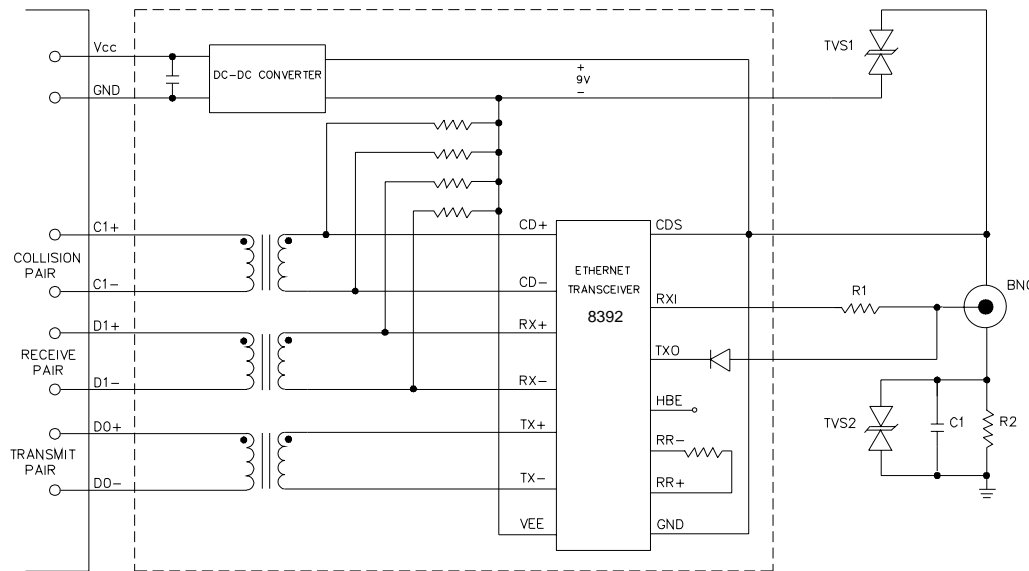 Vcc
GND
DC-DC CONVERTER
+
9V
-
TVS1
C1+
COLLISION
PAIR
C1-
D1+
RECEIVE
PAIR
D1-
D0+
TRANSMIT
PAIR
D0-
CD+
CD-
RX+
RX-
TX+
TX-
VEE
ETHERNET
TRANSCEIVER
8392
CDS
RXI
TXO
HBE
RR-
RR+
GND
R1
BNC
TVS2
C1
R2